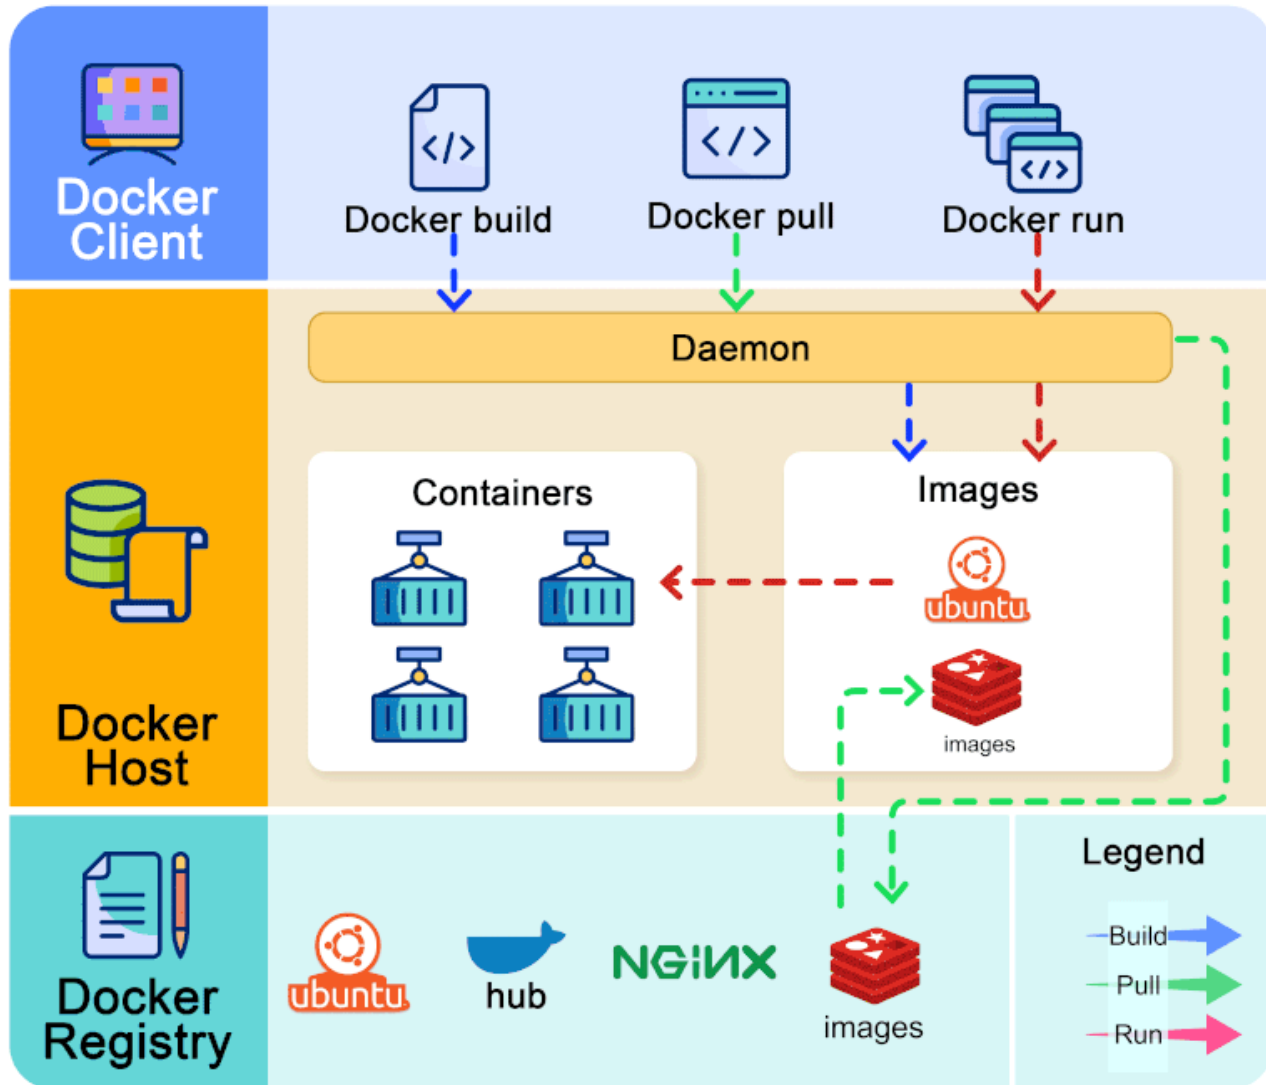 Docker
Client
Docker build
Docker pull
Docker run
Daemon
Containers
Images
ubuntu
images
Docker
Host
Docker
Registry
ubuntu
hub
NGiNX
images
Legend
Build
Pull
Run